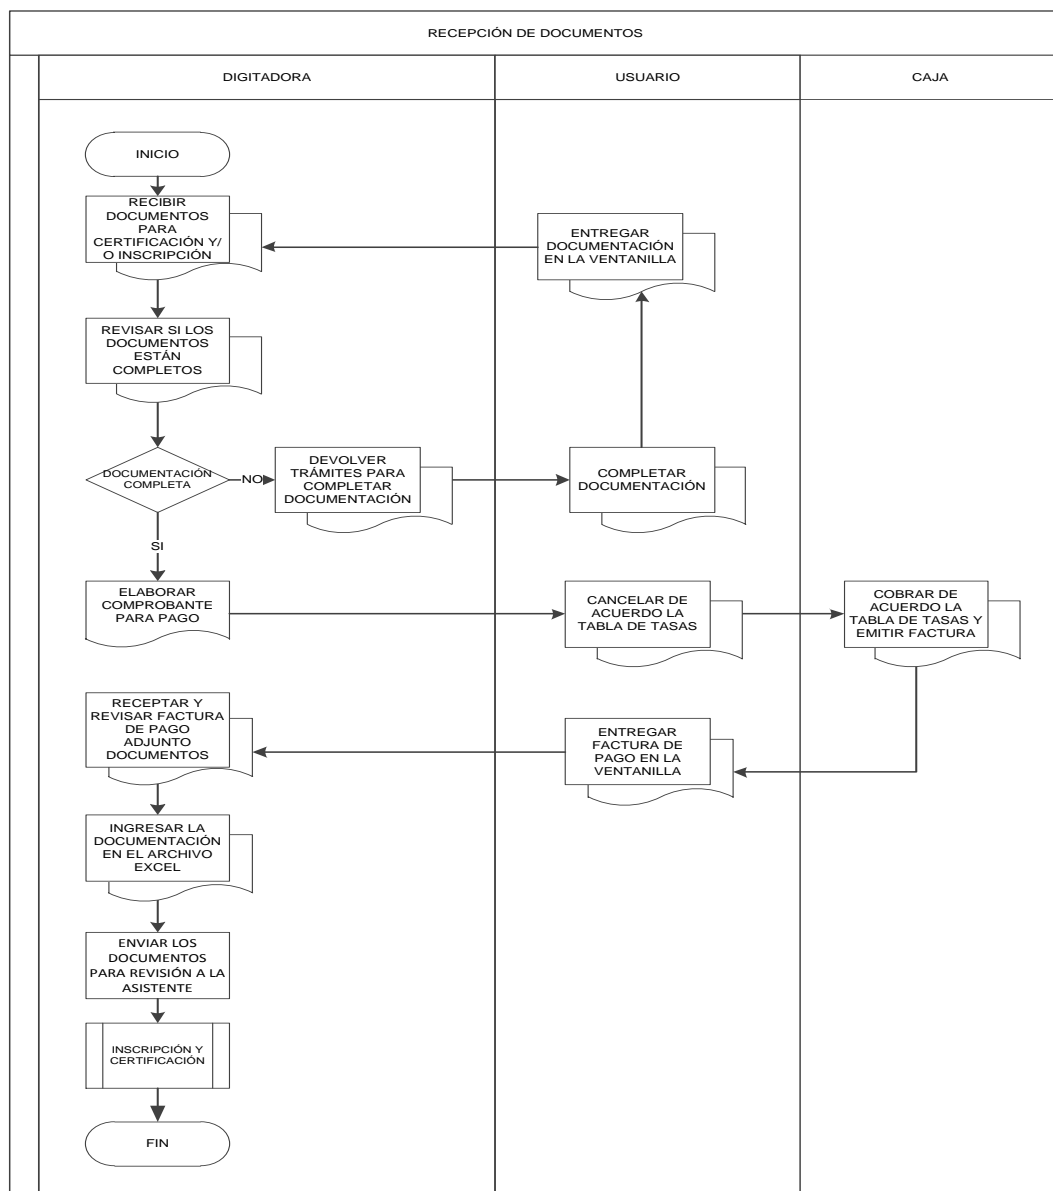 RECEPCIÓN DE DOCUMENTOS
DIGITADORA
USUARIO
CAJA
INICIO
RECIBIR
DOCUMENTOS
PARA
CERTIFICACIÓN Y/
O INSCRIPCIÓN
ENTREGAR
DOCUMENTACIÓN
EN LA VENTANILLA
REVISAR SI LOS
DOCUMENTOS
ESTÁN
COMPLETOS
DOCUMENTACIÓN
COMPLETA
NO
DEVOLVER
TRÁMITES PARA
COMPLETAR
DOCUMENTACIÓN
COMPLETAR
DOCUMENTACIÓN
SI
ELABORAR
COMPROBANTE
PARA PAGO
CANCELAR DE
ACUERDO LA
TABLA DE TASAS
COBRAR DE
ACUERDO LA
TABLA DE TASAS Y
EMITIR FACTURA
RECEPTAR Y
REVISAR FACTURA
DE PAGO
ADJUNTO
DOCUMENTOS
ENTREGAR
FACTURA DE
PAGO EN LA
VENTANILLA
INGRESAR LA
DOCUMENTACIÓN
EN EL ARCHIVO
EXCEL
ENVIAR LOS
DOCUMENTOS
PARA REVISIÓN A LA
ASISTENTE
INSCRIPCIÓN Y
CERTIFICACIÓN
FIN